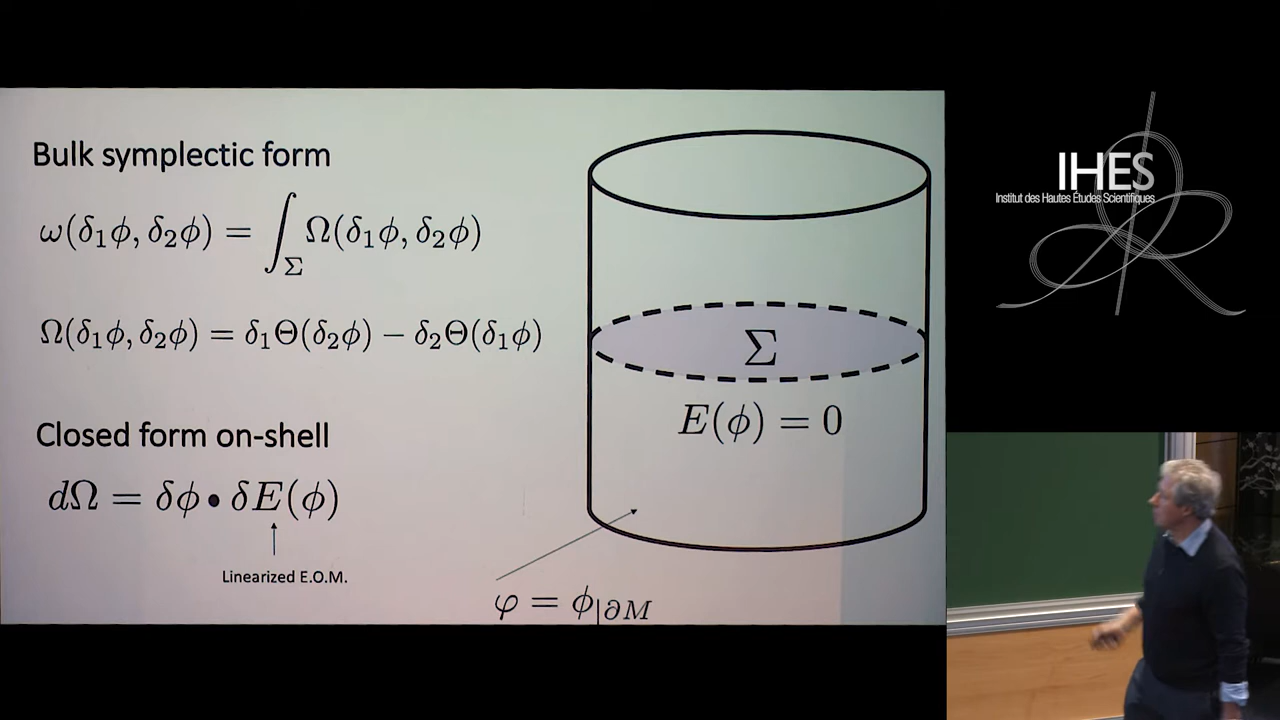 Bulk symplectic form
ω(δ₁ϕ, δ₂ϕ) = ∫_Σ Ω(δ₁ϕ, δ₂ϕ)
Ω(δ₁ϕ, δ₂ϕ) = δ₁Θ(δ₂ϕ) − δ₂Θ(δ₁ϕ)
Closed form on-shell
dΩ = δϕ • δE(ϕ)
Linearized E.O.M.
Σ
E(ϕ) = 0
φ = ϕ|∂M
IHES
Institut des Hautes Études Scientifiques